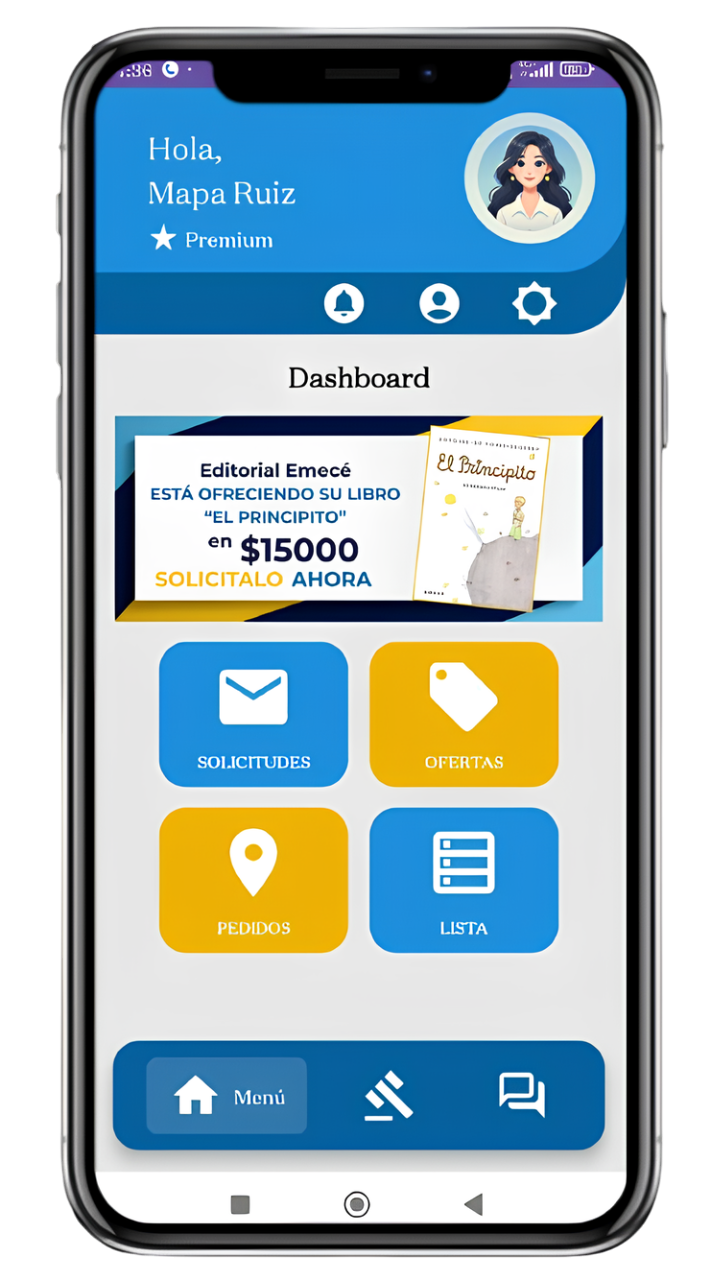 :36
4G
Hola,
Mapa Ruiz
Premium
Dashboard
Editorial Emecé
ESTÁ OFRECIENDO SU LIBRO
“EL PRINCIPITO”
en $15000
SOLICITALO AHORA
El Principito
SOLICITUDES
OFERTAS
PEDIDOS
LISTA
Menú